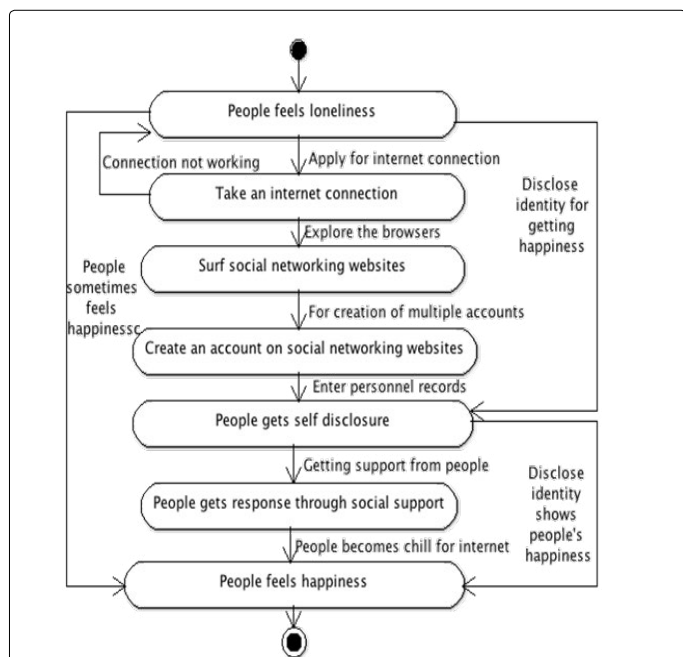 People feels loneliness
Connection not working
Apply for internet connection
Take an internet connection
Disclose
identity for
getting
happiness
Explore the browsers
Surf social networking websites
People
sometimes
feels
happinessc
For creation of multiple accounts
Create an account on social networking websites
Enter personnel records
People gets self disclosure
Getting support from people
Disclose
identity
shows
people's
happiness
People gets response through social support
People becomes chill for internet
People feels happiness